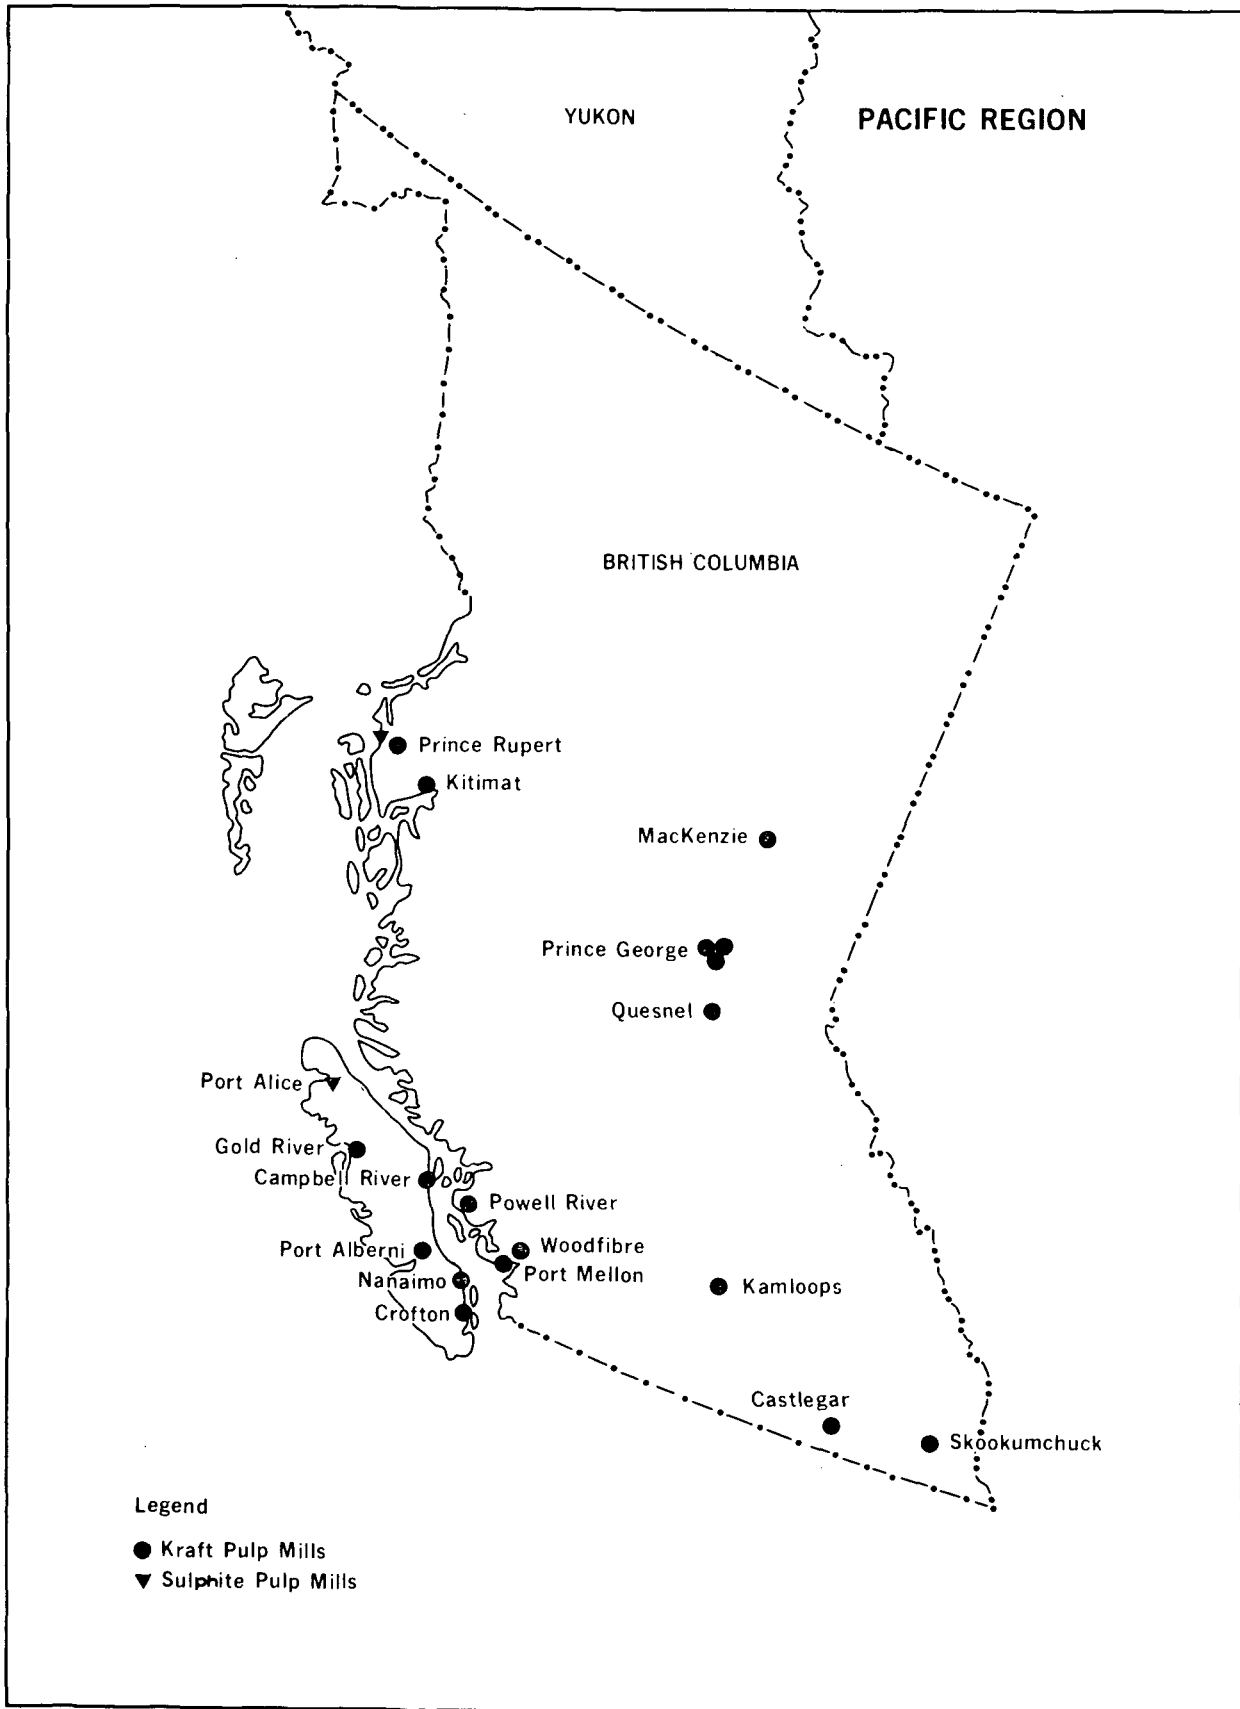 YUKON
PACIFIC REGION
BRITISH COLUMBIA
Prince Rupert
Kitimat
MacKenzie
Prince George
Quesnel
Port Alice
Gold River
Campbell River
Powell River
Port Alberni
Woodfibre
Port Mellon
Nanaimo
Kamloops
Crofton
Castlegar
Skookumchuck
Legend
Kraft Pulp Mills
Sulphite Pulp Mills